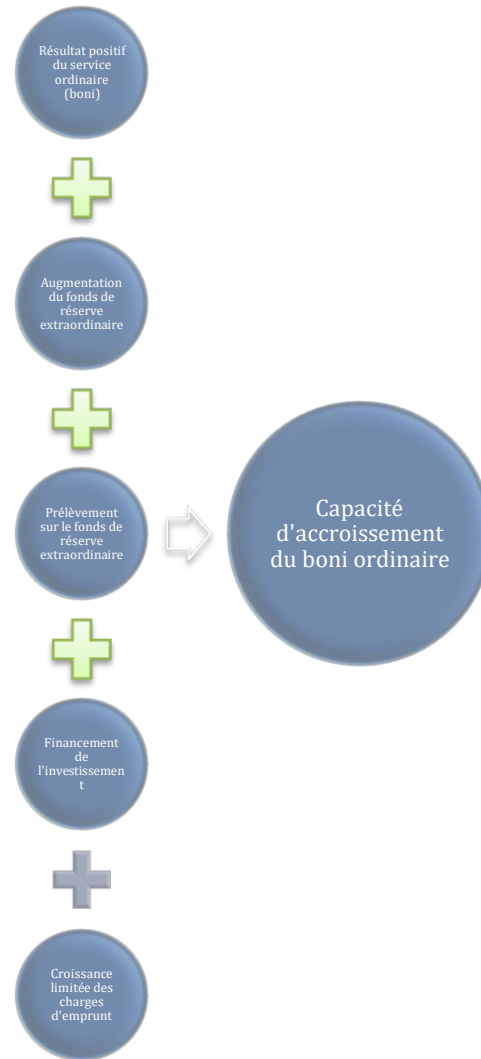 Résultat positif
du service
ordinaire
(boni)
Augmentation
du fonds de
réserve
extraordinaire
Prélèvement
sur le fonds de
réserve
extraordinaire
Financement
de
l'investissemen
t
Croissance
limitée des
charges
d'emprunt
Capacité
d'accroissement
du boni ordinaire